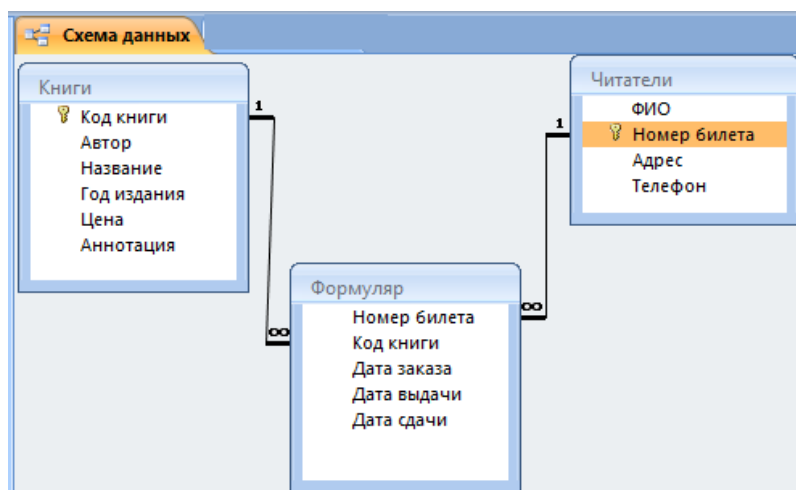 Схема данных
Книги
Код книги
Автор
Название
Год издания
Цена
Аннотация
1
∞
Формуляр
Номер билета
Код книги
Дата заказа
Дата выдачи
Дата сдачи
∞
1
Читатели
ФИО
Номер билета
Адрес
Телефон